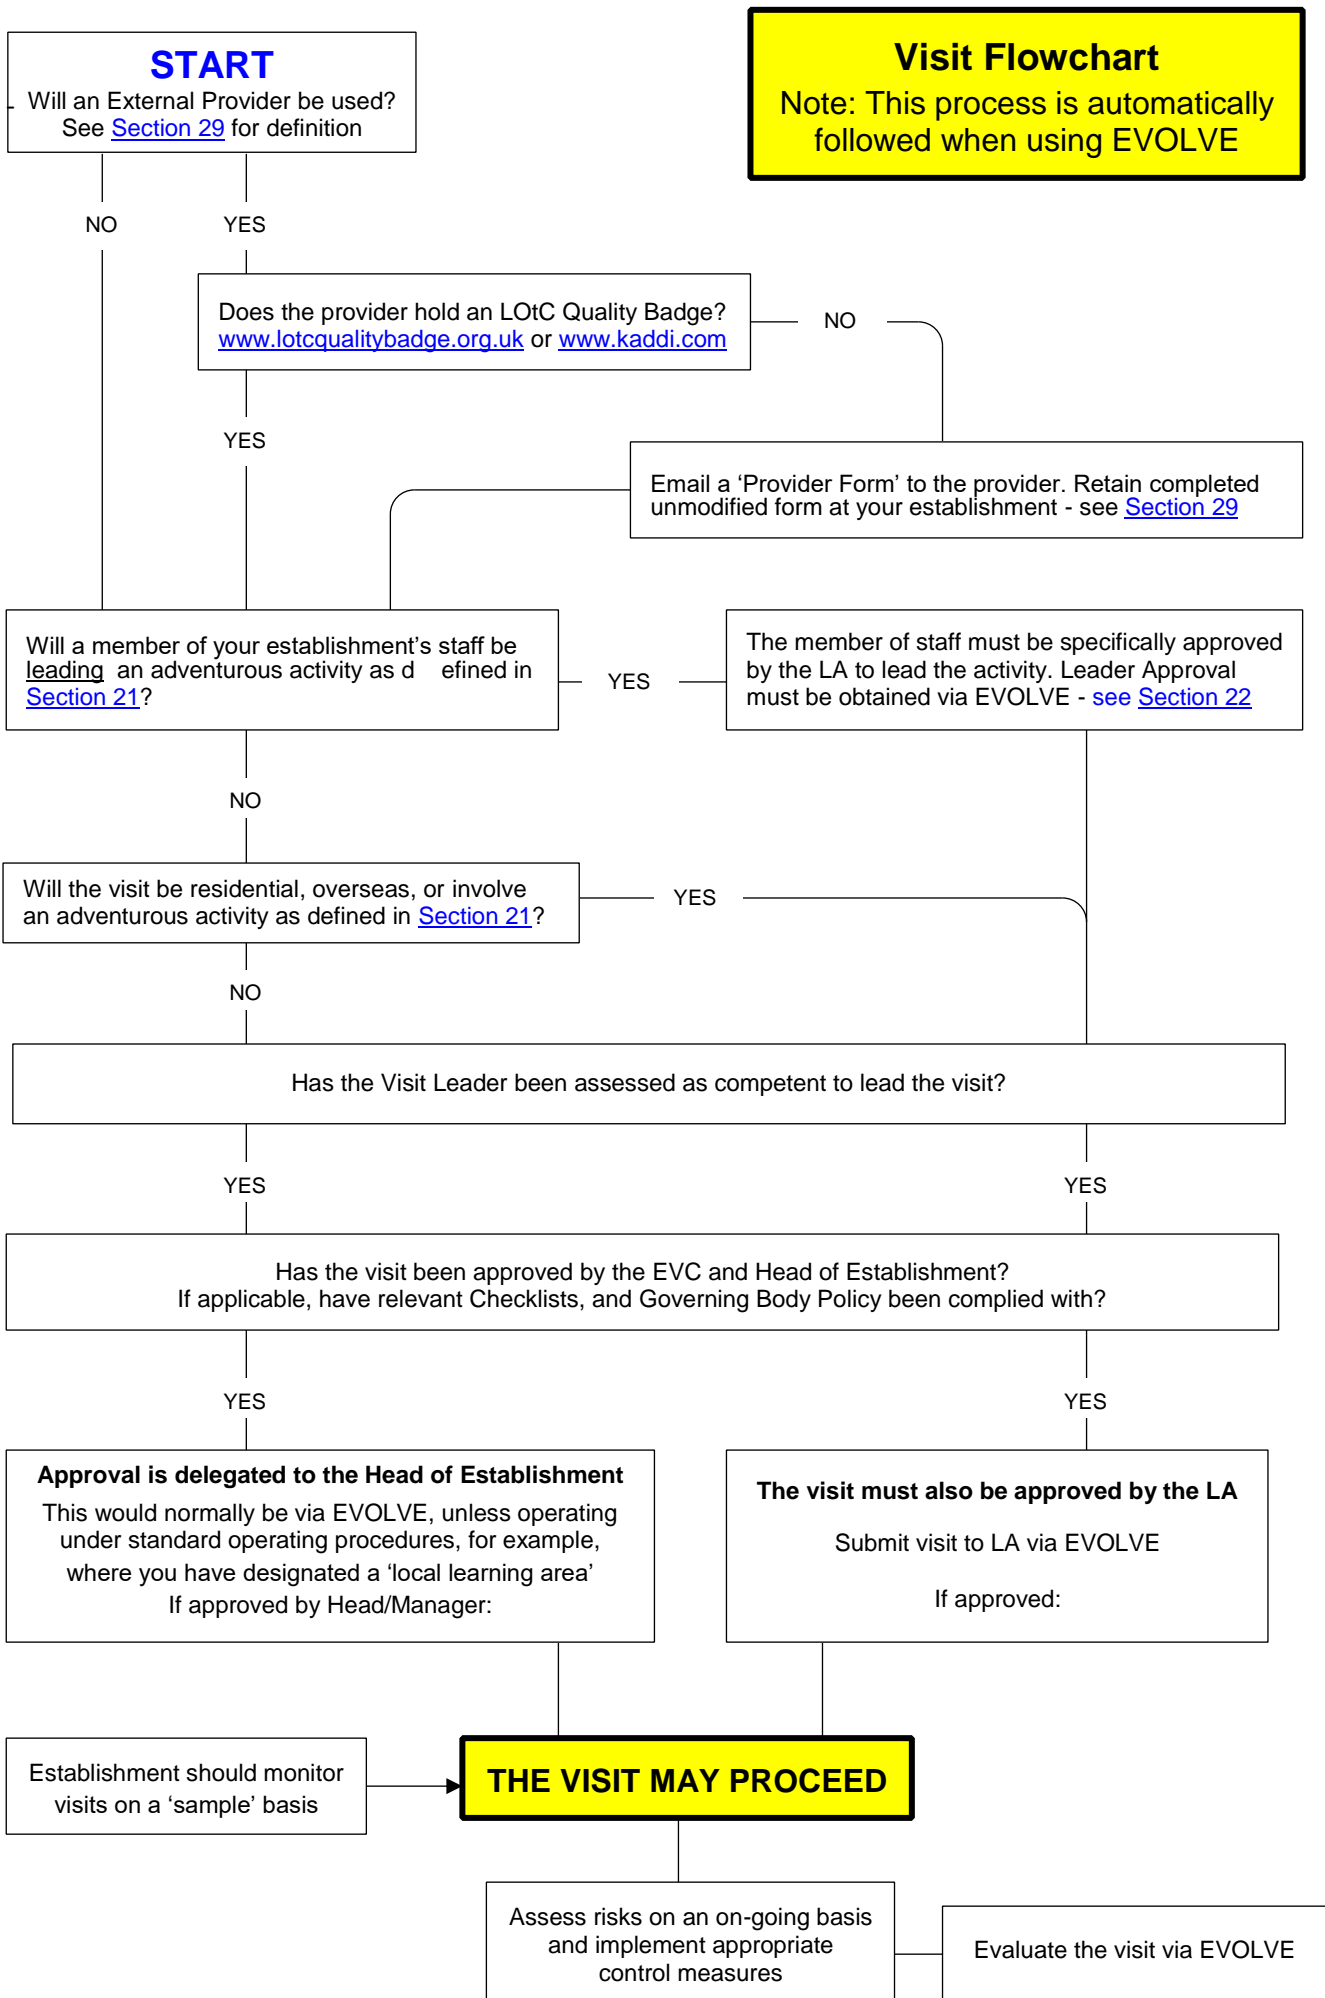 START
Will an External Provider be used?
See Section 29 for definition
Visit Flowchart
Note: This process is automatically
followed when using EVOLVE
NO
YES
Does the provider hold an LOtC Quality Badge?
www.lotcqualitybadge.org.uk or www.kaddi.com
NO
YES
Email a ‘Provider Form’ to the provider. Retain completed
unmodified form at your establishment - see Section 29
Will a member of your establishment’s staff be
leading an adventurous activity as d efined in
Section 21?
YES
The member of staff must be specifically approved
by the LA to lead the activity. Leader Approval
must be obtained via EVOLVE - see Section 22
NO
Will the visit be residential, overseas, or involve
an adventurous activity as defined in Section 21?
YES
NO
Has the Visit Leader been assessed as competent to lead the visit?
YES
YES
Has the visit been approved by the EVC and Head of Establishment?
If applicable, have relevant Checklists, and Governing Body Policy been complied with?
YES
YES
Approval is delegated to the Head of Establishment
This would normally be via EVOLVE, unless operating
under standard operating procedures, for example,
where you have designated a ‘local learning area’
If approved by Head/Manager:
The visit must also be approved by the LA
Submit visit to LA via EVOLVE
If approved:
Establishment should monitor
visits on a ‘sample’ basis
THE VISIT MAY PROCEED
Assess risks on an on-going basis
and implement appropriate
control measures
Evaluate the visit via EVOLVE